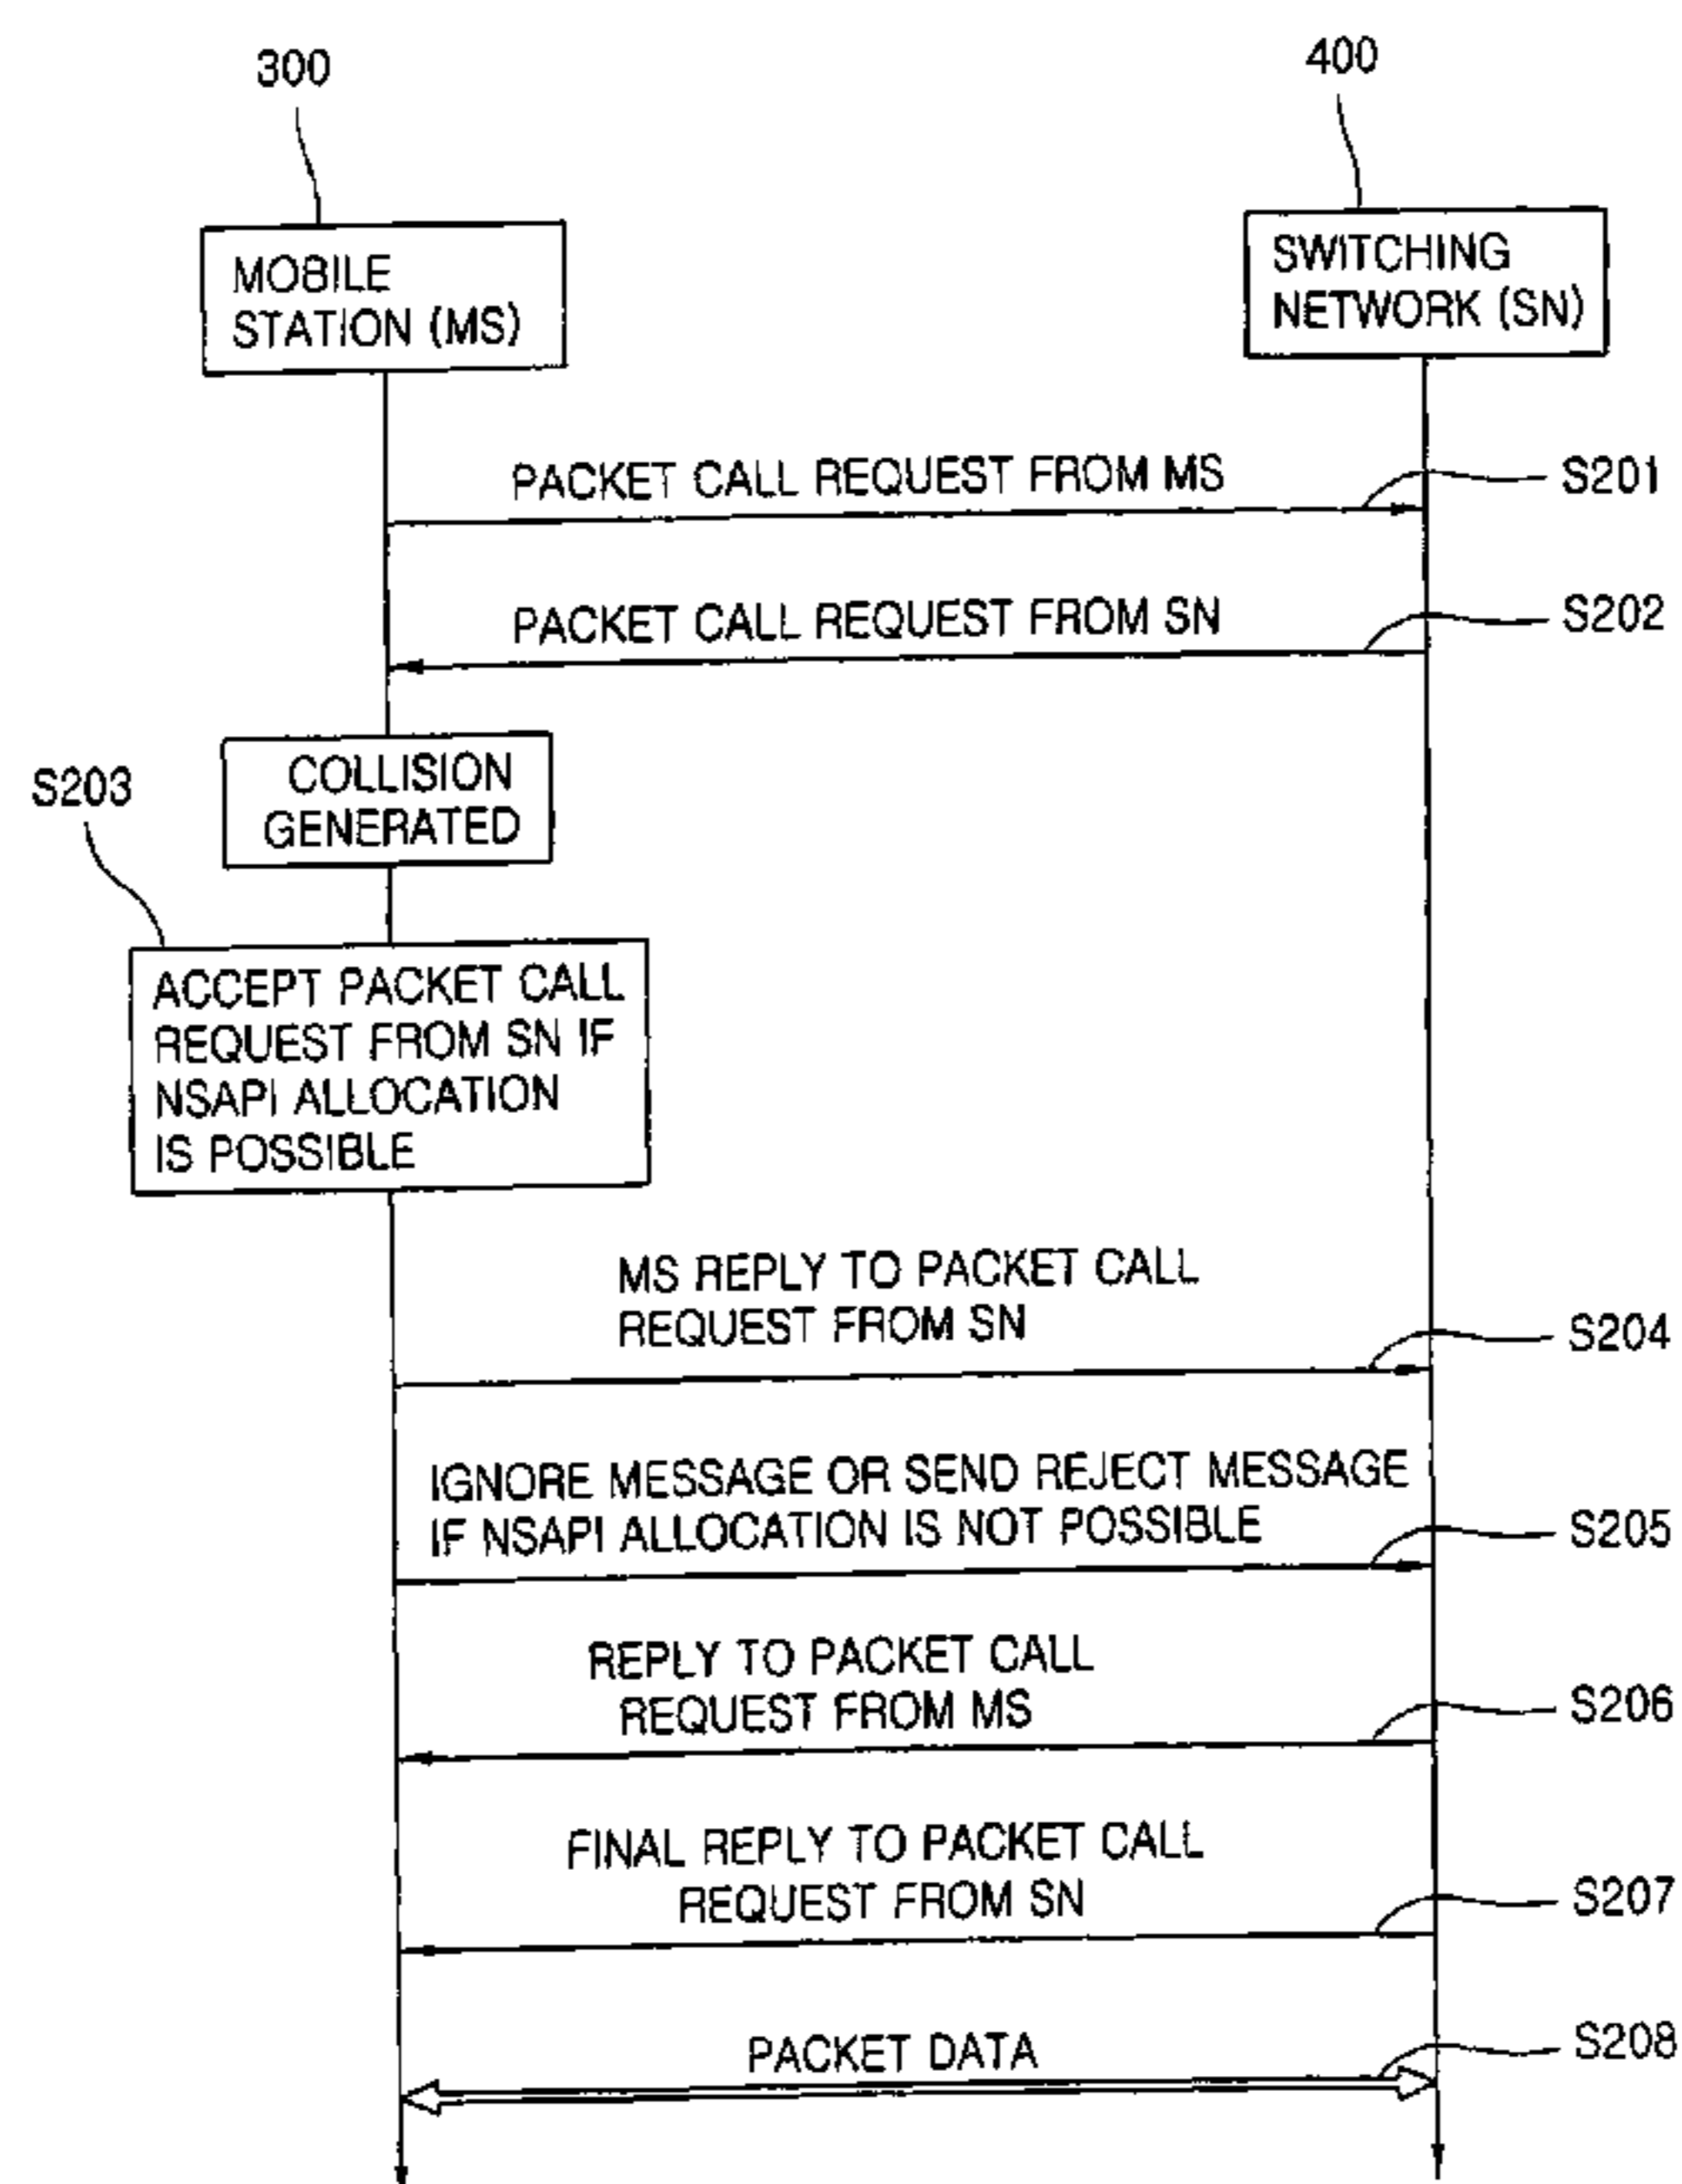 300
400
MOBILE
STATION (MS)
SWITCHING
NETWORK (SN)
PACKET CALL REQUEST FROM MS
S201
PACKET CALL REQUEST FROM SN
S202
COLLISION
GENERATED
S203
ACCEPT PACKET CALL
REQUEST FROM SN IF
NSAPI ALLOCATION
IS POSSIBLE
MS REPLY TO PACKET CALL
REQUEST FROM SN
S204
IGNORE MESSAGE OR SEND REJECT MESSAGE
IF NSAPI ALLOCATION IS NOT POSSIBLE
S205
REPLY TO PACKET CALL
REQUEST FROM MS
S206
FINAL REPLY TO PACKET CALL
REQUEST FROM SN
S207
PACKET DATA
S208